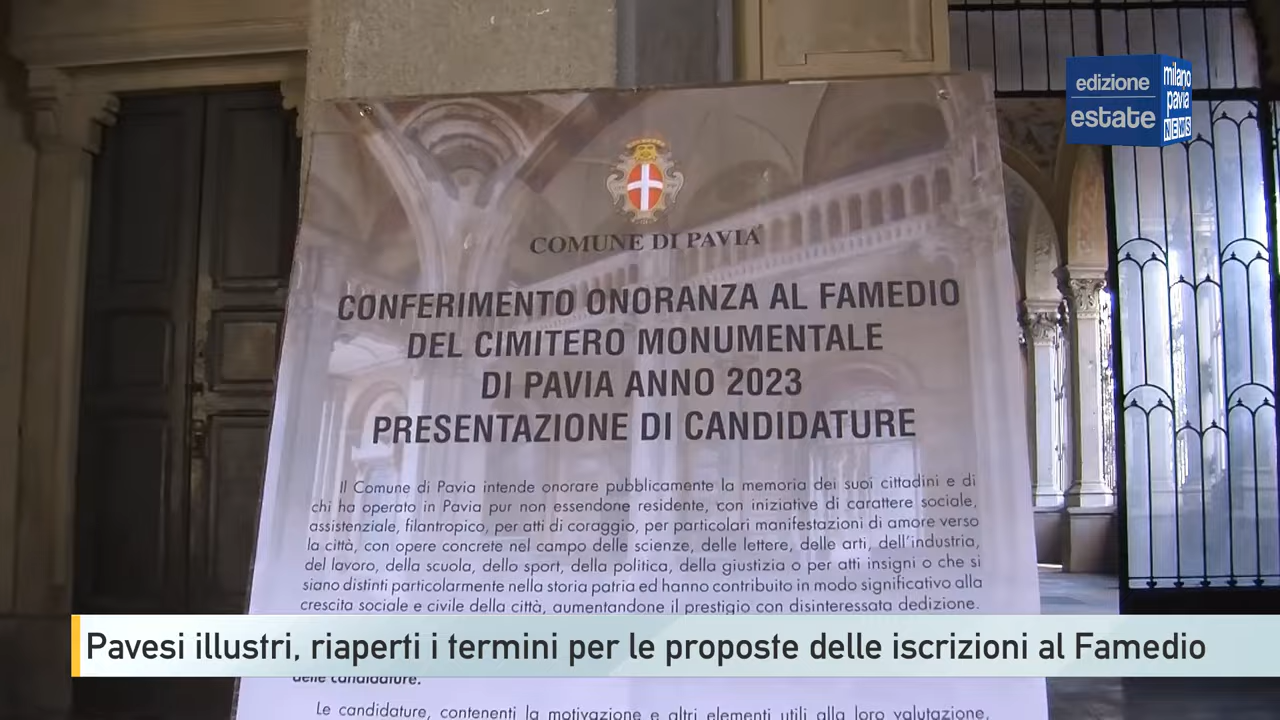 edizione
estate
milano
pavia
NEWS
COMUNE DI PAVIA
CONFERIMENTO ONORANZA AL FAMEDIO
DEL CIMITERO MONUMENTALE
DI PAVIA ANNO 2023
PRESENTAZIONE DI CANDIDATURE
Il Comune di Pavia intende onorare pubblicamente la memoria dei suoi cittadini e di
chi ha operato in Pavia pur non essendone residente, con iniziative di carattere sociale,
assistenziale, filantropico, per atti di coraggio, per particolari manifestazioni di amore verso
la città, con opere concrete nel campo delle scienze, delle lettere, delle arti, dell'industria,
del lavoro, della scuola, dello sport, della politica, della giustizia o per atti insigni o che si
siano distinti particolarmente nella storia patria ed hanno contribuito in modo significativo alla
crescita sociale e civile della città, aumentandone il prestigio con disinteressata dedizione.
Pavesi illustri, riaperti i termini per le proposte delle iscrizioni al Famedio
delle candidature.
Le candidature, contenenti la motivazione e altri elementi utili alla loro valutazione,